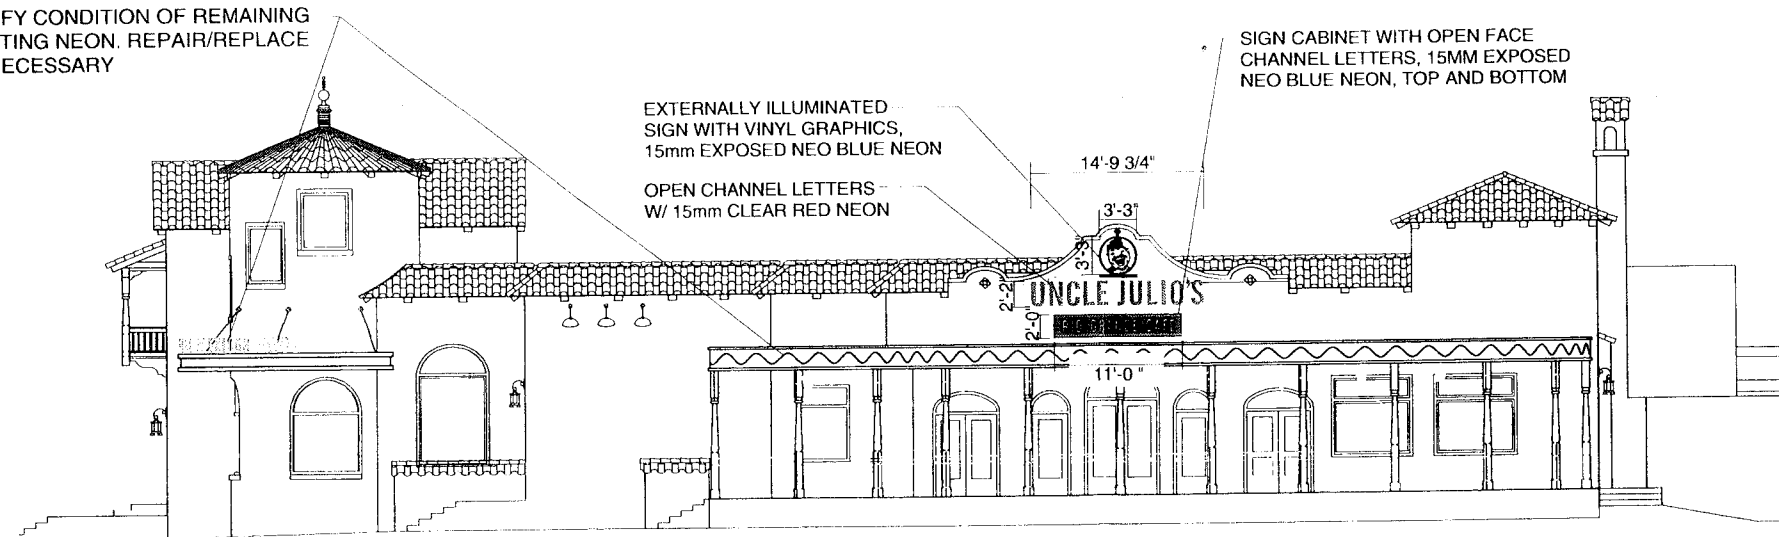 FY CONDITION OF REMAINING
TING NEON. REPAIR/REPLACE
ECESSARY
EXTERNALLY ILLUMINATED
SIGN WITH VINYL GRAPHICS,
15mm EXPOSED NEO BLUE NEON
OPEN CHANNEL LETTERS
W/ 15mm CLEAR RED NEON
SIGN CABINET WITH OPEN FACE
CHANNEL LETTERS, 15MM EXPOSED
NEO BLUE NEON, TOP AND BOTTOM
14'-9 3/4"
3'-3"
3'-3"
2'-2"
UNCLE JULIO'S
2'-0"
11'-0 "